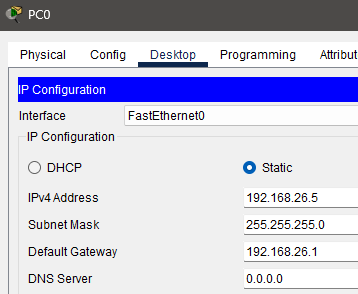 PC0
Physical Config Desktop Programming Attribut
IP Configuration
Interface FastEthernet0
IP Configuration
DHCP Static
IPv4 Address 192.168.26.5
Subnet Mask 255.255.255.0
Default Gateway 192.168.26.1
DNS Server 0.0.0.0